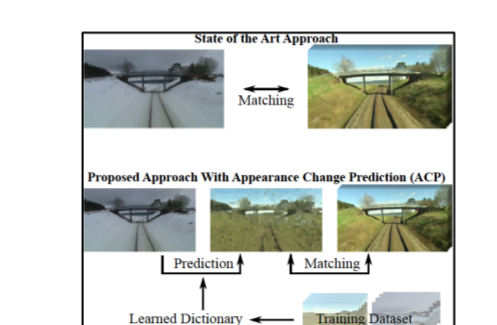 State of the Art Approach
Matching
Proposed Approach With Appearance Change Prediction (ACP)
Prediction
Matching
Learned Dictionary
Training Dataset